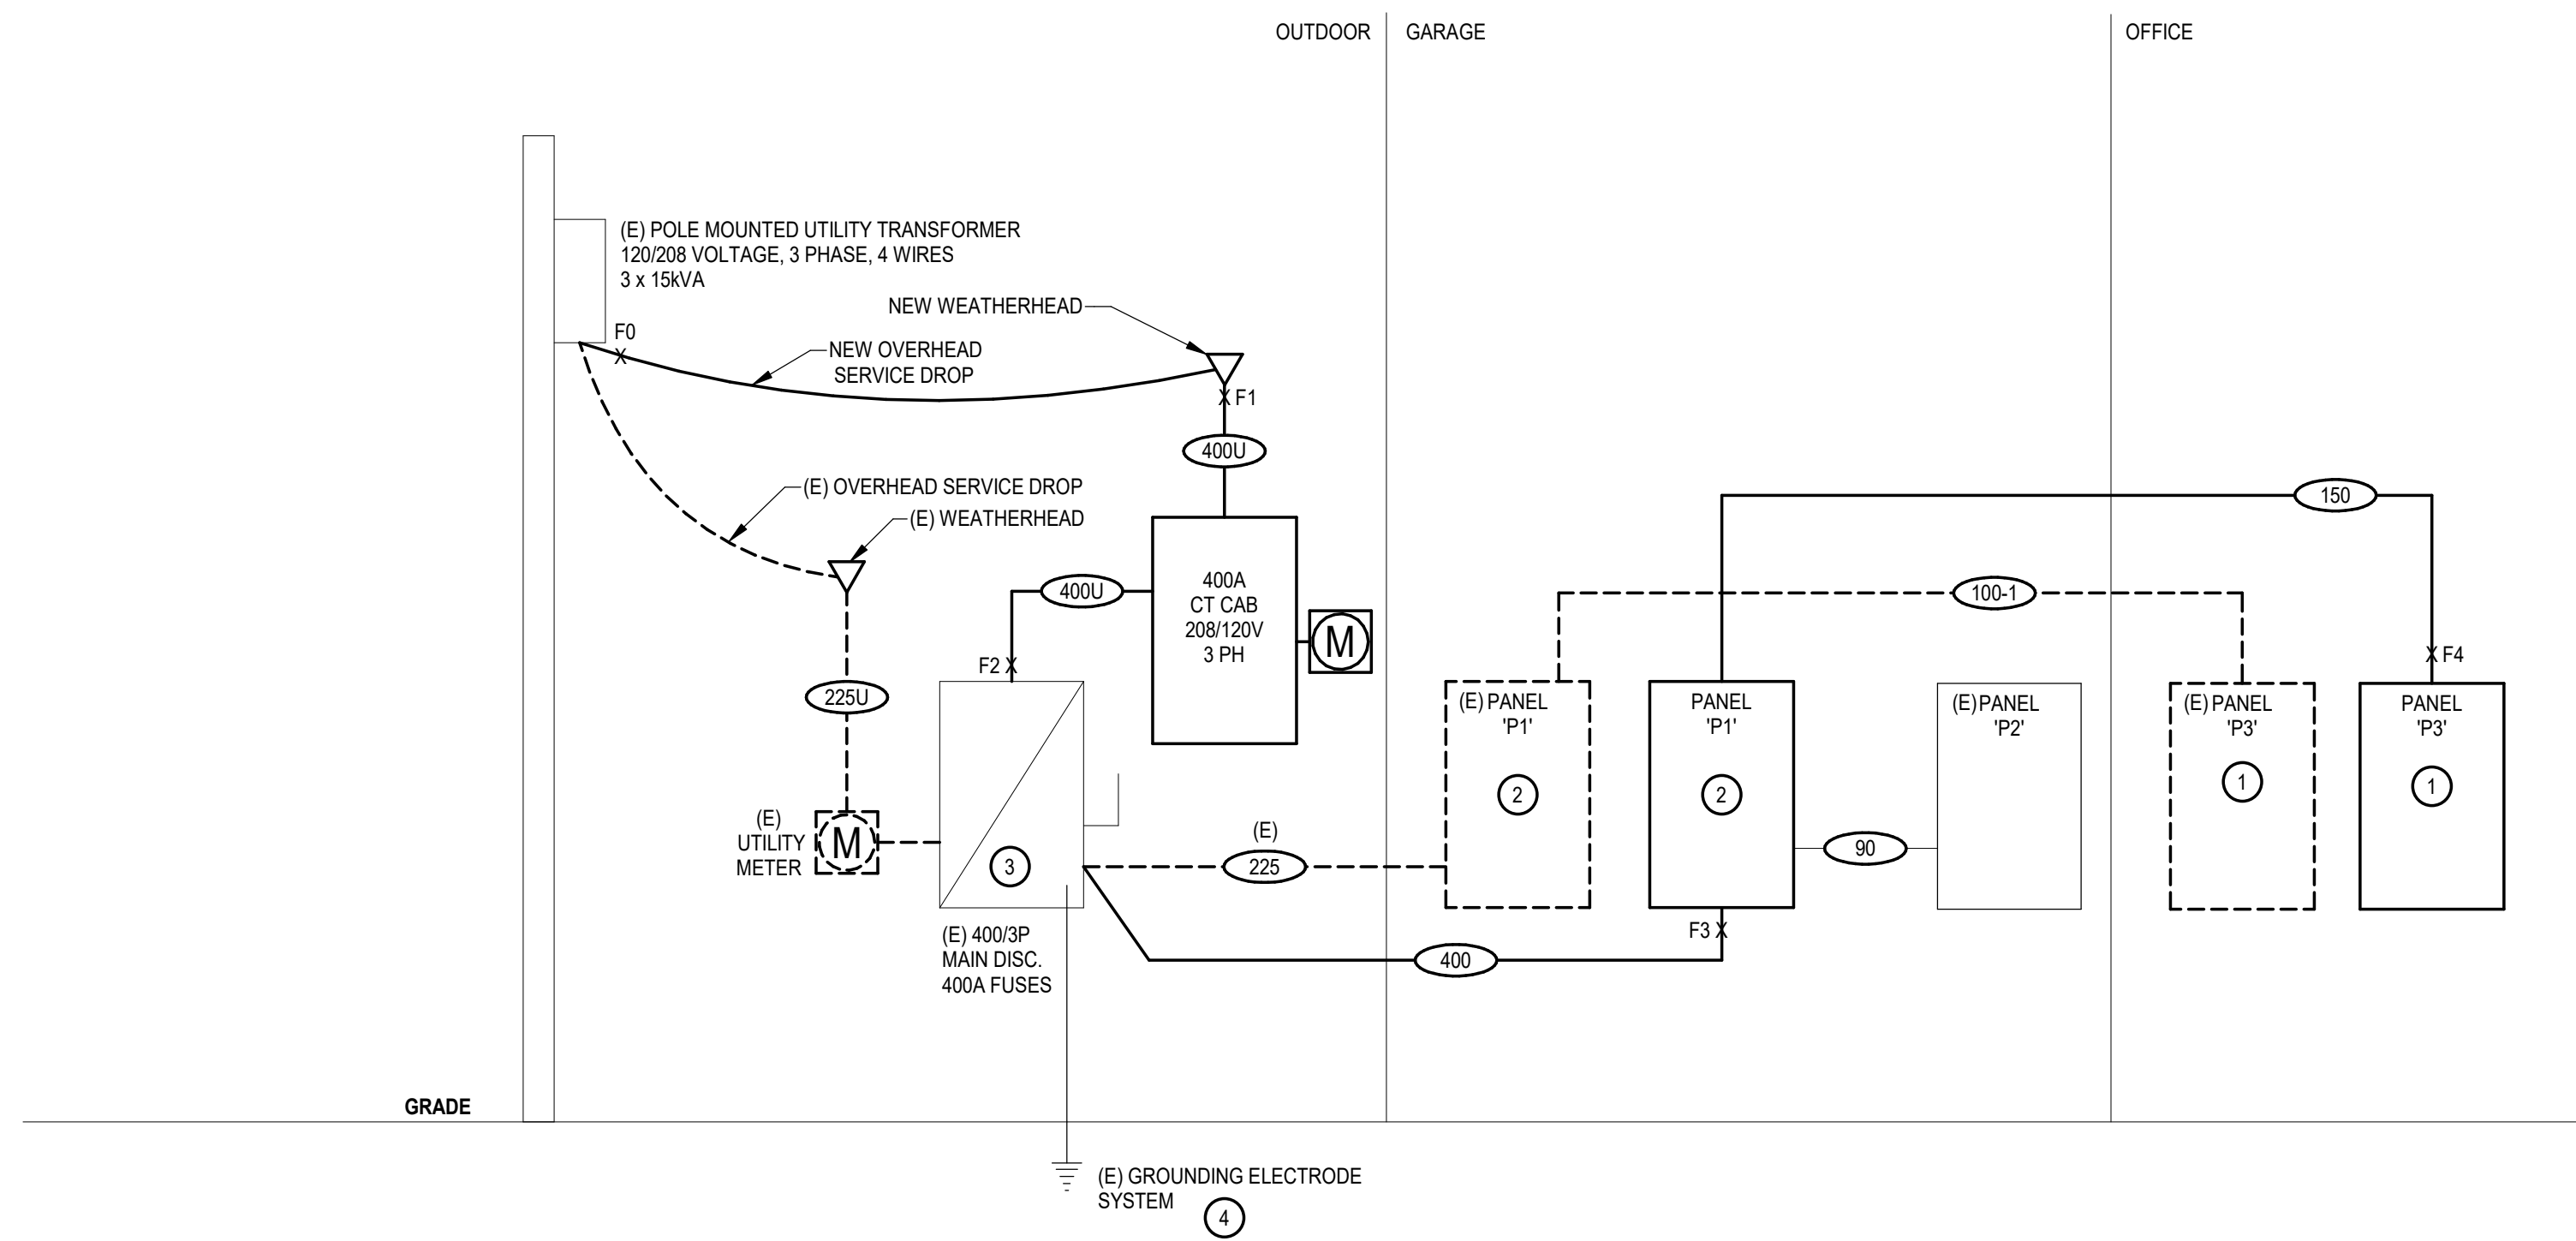 OUTDOOR
GARAGE
OFFICE
(E) POLE MOUNTED UTILITY TRANSFORMER
120/208 VOLTAGE, 3 PHASE, 4 WIRES
3 x 15kVA
NEW WEATHERHEAD
F0
X
NEW OVERHEAD
SERVICE DROP
X F1
400U
(E) OVERHEAD SERVICE DROP
(E) WEATHERHEAD
150
400A
CT CAB
208/120V
3 PH
400U
100-1
M
F2 X
X F4
225U
(E) PANEL
'P1'
2
PANEL
'P1'
2
(E) PANEL
'P2'
(E) PANEL
'P3'
1
PANEL
'P3'
1
(E)
UTILITY
METER
M
3
(E)
225
90
F3 X
(E) 400/3P
MAIN DISC.
400A FUSES
400
GRADE
(E) GROUNDING ELECTRODE
SYSTEM
4